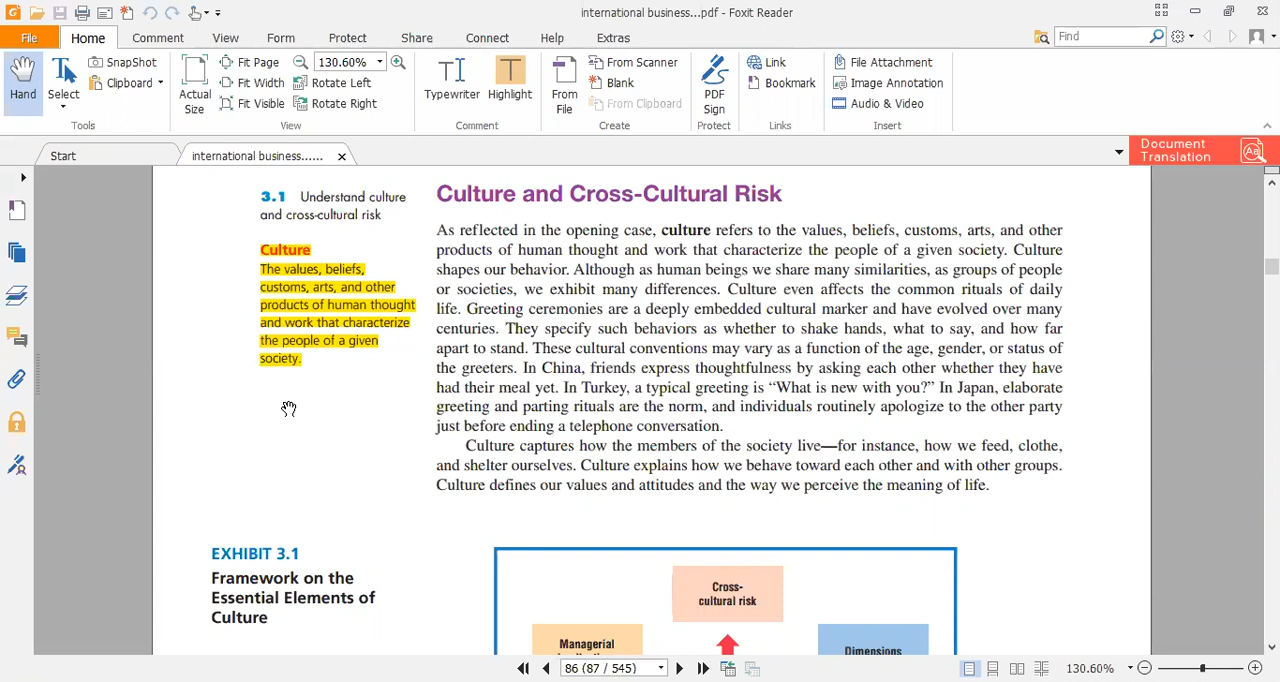 international business...pdf - Foxit Reader
File Home Comment View Form Protect Share Connect Help Extras
Find
Hand
Select
SnapShot
Clipboard
Tools
Actual
Size
Fit Page
Fit Width
Fit Visible
130.60%
Rotate Left
Rotate Right
View
Typewriter
Highlight
Comment
From
File
From Scanner
Blank
From Clipboard
Create
PDF
Sign
Protect
Link
Bookmark
Links
File Attachment
Image Annotation
Audio & Video
Insert
Start
international business......
Document
Translation
3.1 Understand culture
and cross-cultural risk
Culture
The values, beliefs,
customs, arts, and other
products of human thought
and work that characterize
the people of a given
society.
Culture and Cross-Cultural Risk
As reflected in the opening case, culture refers to the values, beliefs, customs, arts, and other
products of human thought and work that characterize the people of a given society. Culture
shapes our behavior. Although as human beings we share many similarities, as groups of people
or societies, we exhibit many differences. Culture even affects the common rituals of daily
life. Greeting ceremonies are a deeply embedded cultural marker and have evolved over many
centuries. They specify such behaviors as whether to shake hands, what to say, and how far
apart to stand. These cultural conventions may vary as a function of the age, gender, or status of
the greeters. In China, friends express thoughtfulness by asking each other whether they have
had their meal yet. In Turkey, a typical greeting is “What is new with you?” In Japan, elaborate
greeting and parting rituals are the norm, and individuals routinely apologize to the other party
just before ending a telephone conversation.
Culture captures how the members of the society live—for instance, how we feed, clothe,
and shelter ourselves. Culture explains how we behave toward each other and with other groups.
Culture defines our values and attitudes and the way we perceive the meaning of life.
EXHIBIT 3.1
Framework on the
Essential Elements of
Culture
Cross-
cultural risk
Managerial
Dimensions
86 (87 / 545)
130.60%